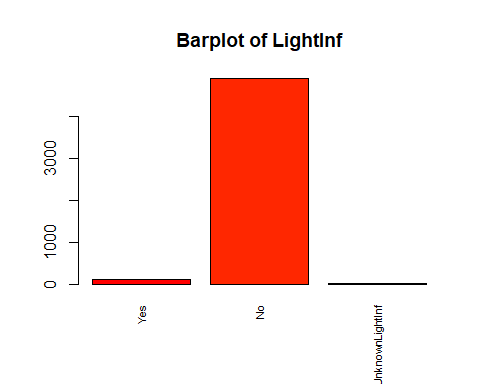 Barplot of LightInf
3000
1000
0
Yes
No
UnknownLightInf